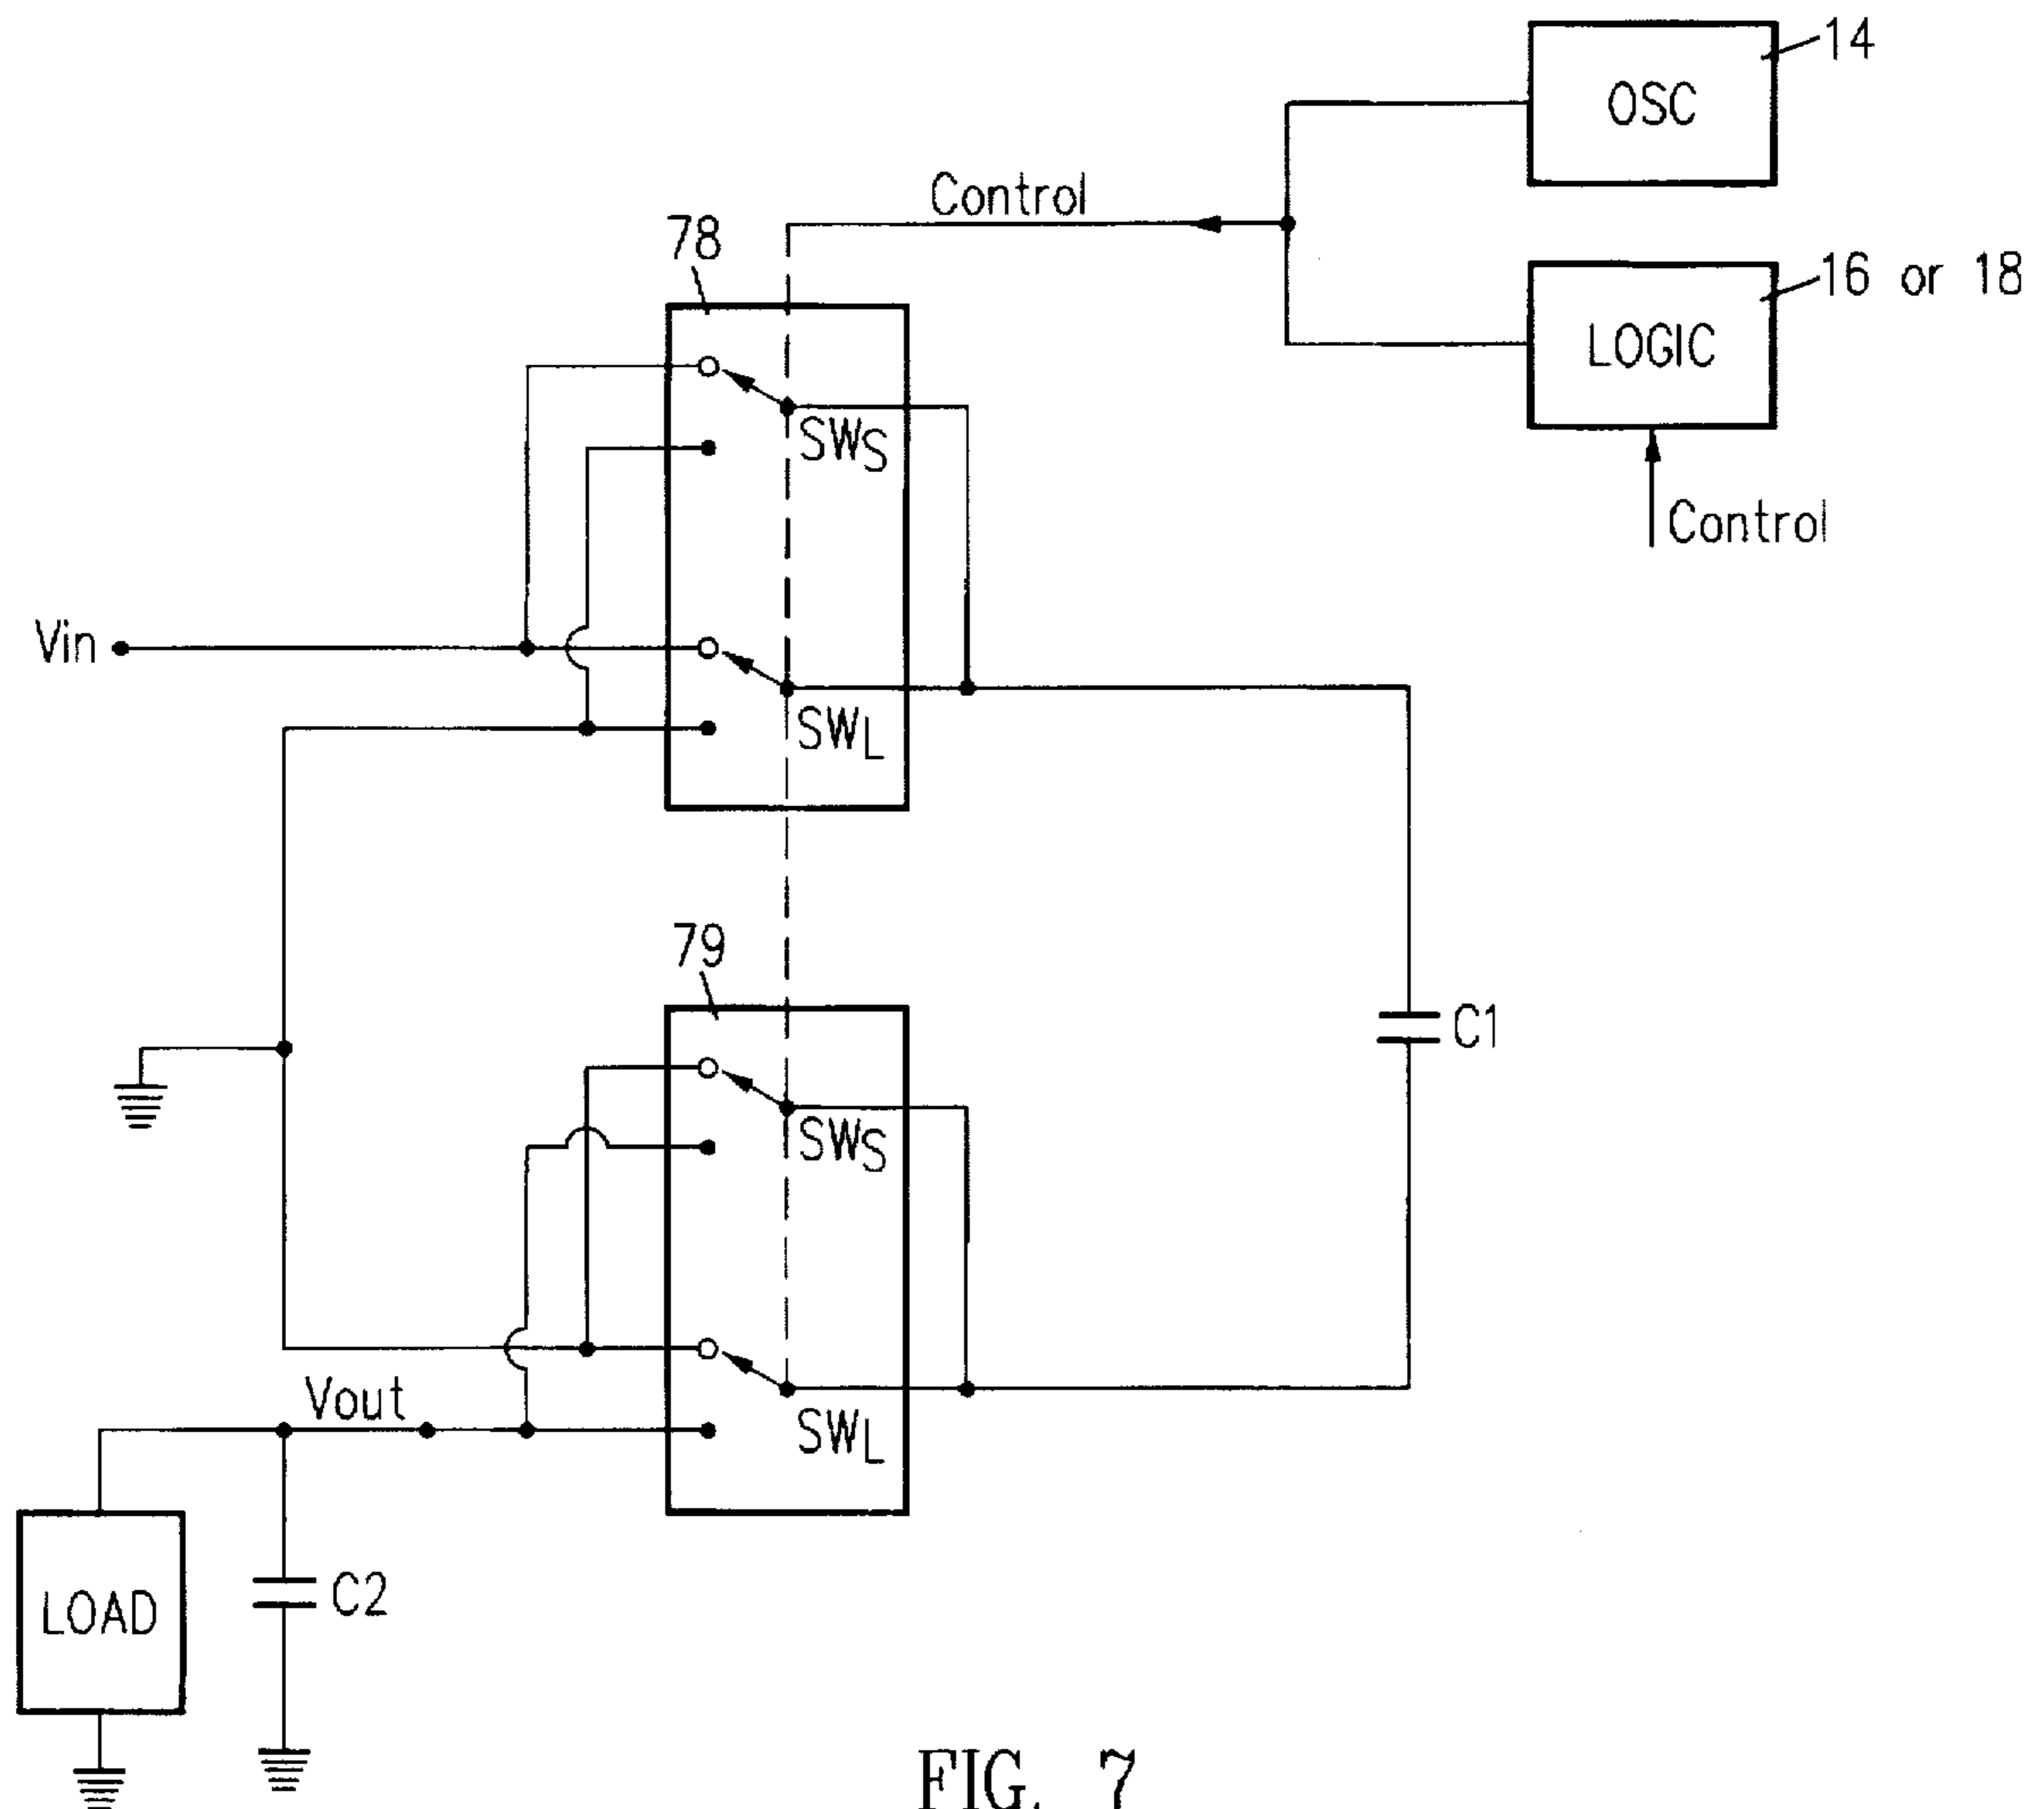 14
OSC
Control
78
16 or 18
LOGIC
SWS
Control
Vin
SWL
79
C1
SWS
Vout
SWL
LOAD
C2
FIG. 7